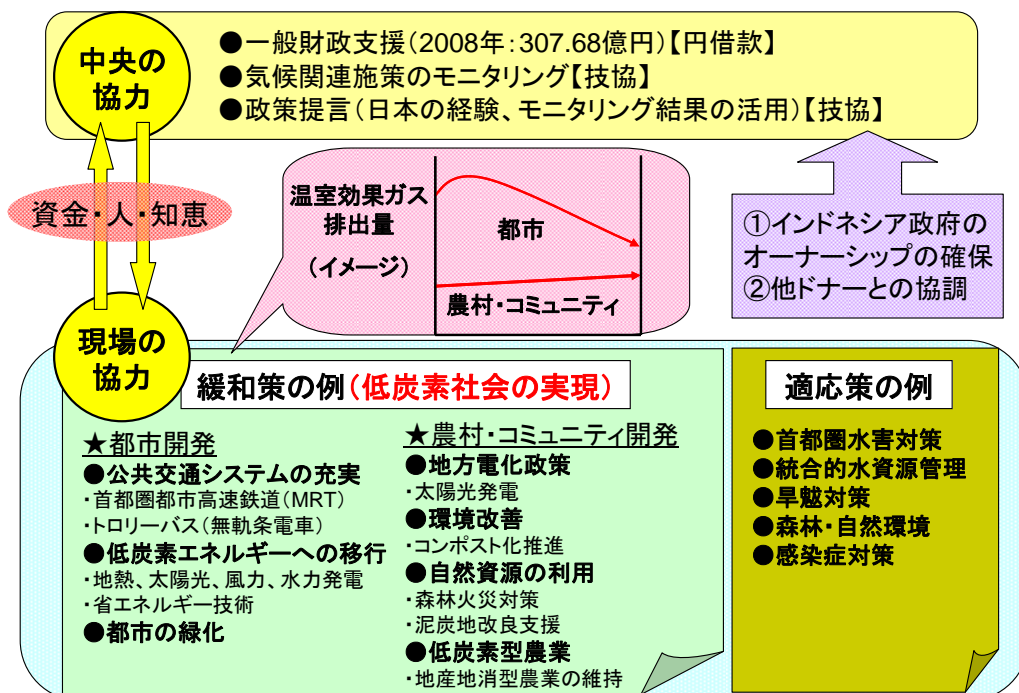 中央の
協力
●一般財政支援(2008年:307.68億円)【円借款】
●気候関連施策のモニタリング【技協】
●政策提言(日本の経験、モニタリング結果の活用)【技協】
資金・人・知恵
温室効果ガス
排出量
(イメージ)
都市
農村・コミュニティ
①インドネシア政府の
オーナーシップの確保
②他ドナーとの協調
現場の
協力
緩和策の例(低炭素社会の実現)
★都市開発
●公共交通システムの充実
・首都圏都市高速鉄道(MRT)
・トロリーバス(無軌条電車)
●低炭素エネルギーへの移行
・地熱、太陽光、風力、水力発電
・省エネルギー技術
●都市の緑化
★農村・コミュニティ開発
●地方電化政策
・太陽光発電
●環境改善
・コンポスト化推進
●自然資源の利用
・森林火災対策
・泥炭地改良支援
●低炭素型農業
・地産地消型農業の維持
適応策の例
●首都圏水害対策
●統合的水資源管理
●旱魃対策
●森林・自然環境
●感染症対策